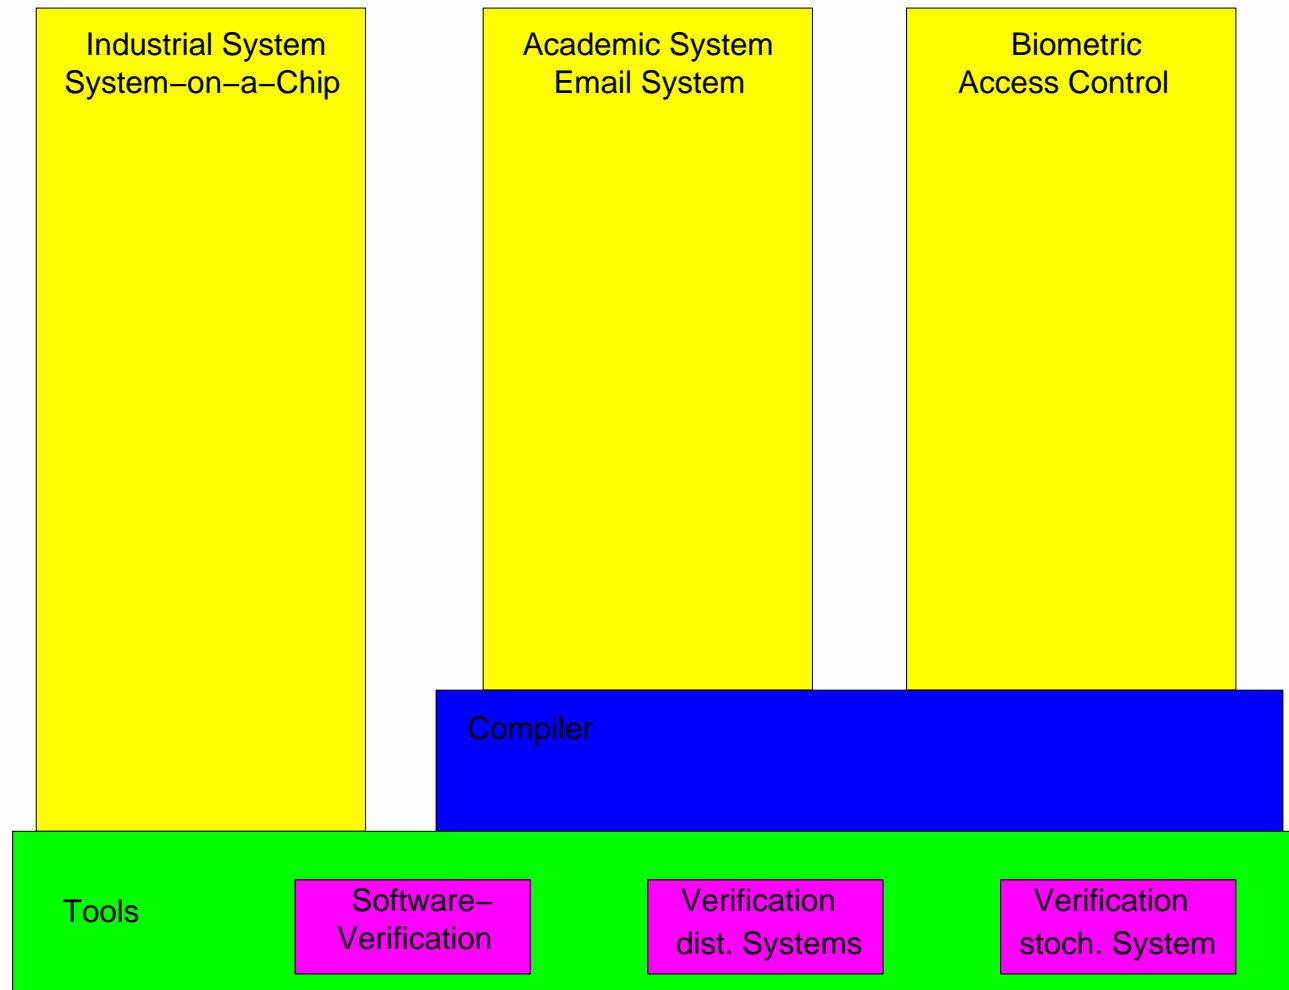 Industrial System
System−on−a−Chip
Academic System
Email System
Biometric
Access Control
Compiler
Tools
Software−
Verification
Verification
dist. Systems
Verification
stoch. System